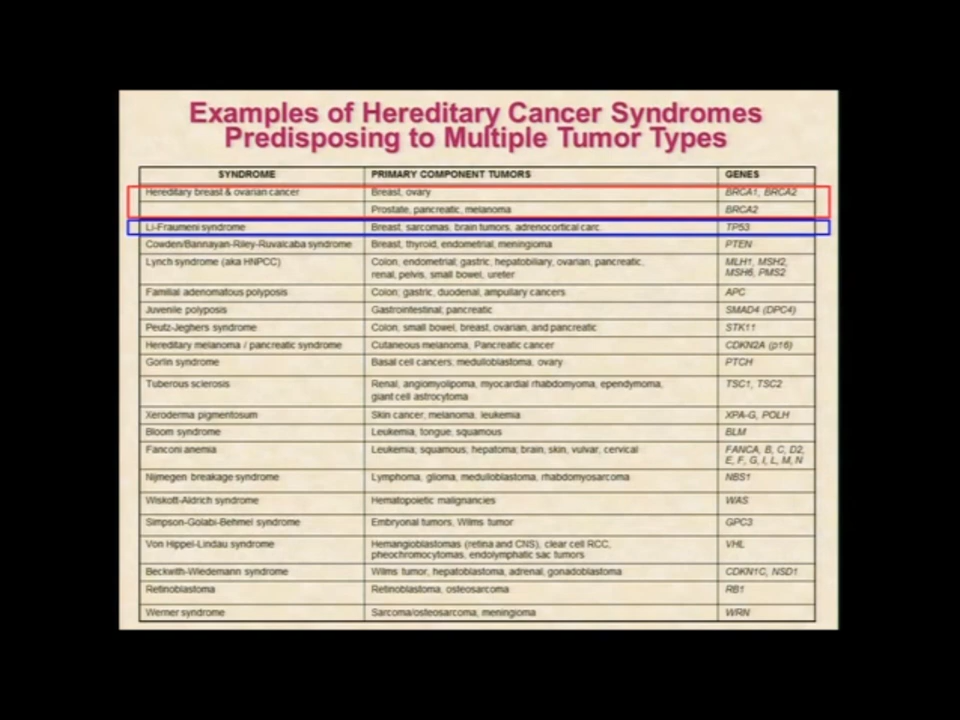 Examples of Hereditary Cancer Syndromes
Predisposing to Multiple Tumor Types
SYNDROME PRIMARY COMPONENT TUMORS GENES
Hereditary breast & ovarian cancer Breast, ovary BRCA1, BRCA2
Prostate, pancreatic, melanoma BRCA2
Li-Fraumeni syndrome Breast, sarcomas, brain tumors, adrenocortical carc. TP53
Cowden/Bannayan-Riley-Ruvalcaba syndrome Breast, thyroid, endometrial, meningioma PTEN
Lynch syndrome (aka HNPCC) Colon, endometrial, gastric, hepatobiliary, ovarian, pancreatic, MLH1, MSH2,
renal, pelvis, small bowel, ureter MSH6, PMS2
Familial adenomatous polyposis Colon, gastric, duodenal, ampullary cancers APC
Juvenile polyposis Gastrointestinal, pancreatic SMAD4 (DPC4)
Peutz-Jeghers syndrome Colon, small bowel, breast, ovarian, and pancreatic STK11
Hereditary melanoma / pancreatic syndrome Cutaneous melanoma, Pancreatic cancer CDKN2A (p16)
Gorlin syndrome Basal cell cancers, medulloblastoma, ovary PTCH
Tuberous sclerosis Renal, angiomyolipoma, myocardial rhabdomyoma, ependymoma, TSC1, TSC2
giant cell astrocytoma
Xeroderma pigmentosum Skin cancer, melanoma, leukemia XPA-G, POLH
Bloom syndrome Leukemia, tongue, squamous BLM
Fanconi anemia Leukemia, squamous, hepatoma, brain, skin, vulvar, cervical FANCA, B, C, D2,
E, F, G, I, L, M, N
Nijmegen breakage syndrome Lymphoma, glioma, medulloblastoma, rhabdomyosarcoma NBS1
Wiskott-Aldrich syndrome Hematopoietic malignancies WAS
Simpson-Golabi-Behmel syndrome Embryonal tumors, Wilms tumor GPC3
Von Hippel-Lindau syndrome Hemangioblastomas (retina and CNS), clear cell RCC, VHL
pheochromocytomas, endolymphatic sac tumors
Beckwith-Wiedemann syndrome Wilms tumor, hepatoblastoma, adrenal, gonadoblastoma CDKN1C, NSD1
Retinoblastoma Retinoblastoma, osteosarcoma RB1
Werner syndrome Sarcoma/osteosarcoma, meningioma WRN